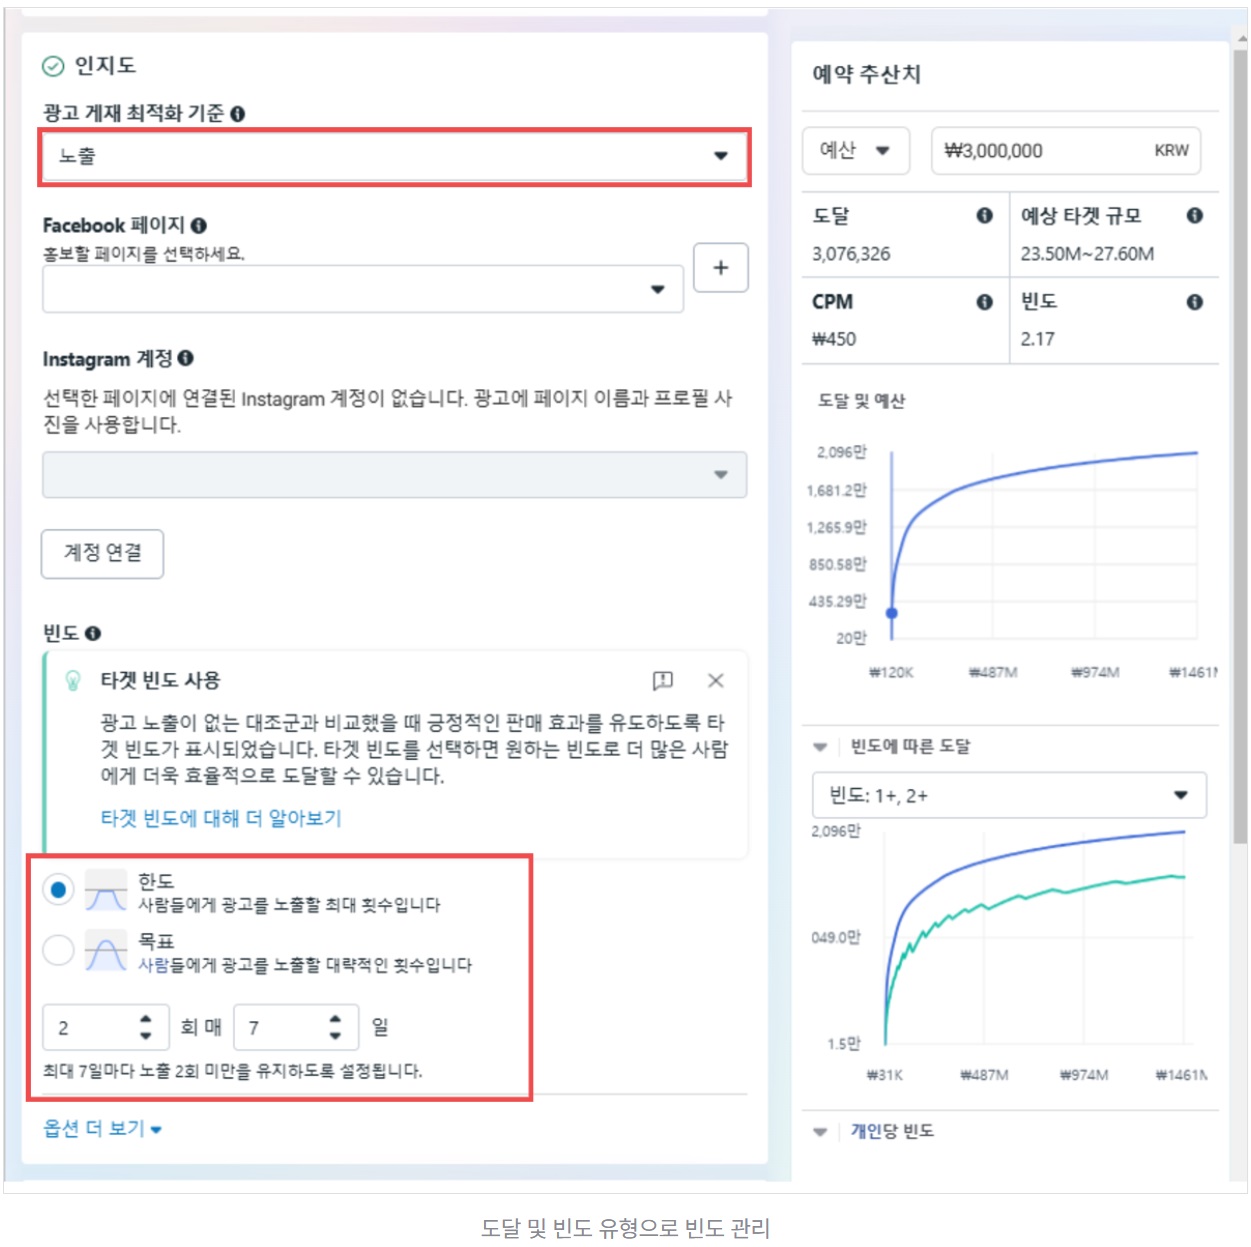 인지도
광고 게재 최적화 기준
노출
Facebook 페이지
홍보할 페이지를 선택하세요.
+
Instagram 계정
선택한 페이지에 연결된 Instagram 계정이 없습니다. 광고에 페이지 이름과 프로필 사
진을 사용합니다.
계정 연결
빈도
타겟 빈도 사용
광고 노출이 없는 대조군과 비교했을 때 긍정적인 판매 효과를 유도하도록 타
겟 빈도가 표시되었습니다. 타겟 빈도를 선택하면 원하는 빈도로 더 많은 사람
에게 더욱 효율적으로 도달할 수 있습니다.
타겟 빈도에 대해 더 알아보기
한도
사람들에게 광고를 노출할 최대 횟수입니다
목표
사람들에게 광고를 노출할 대략적인 횟수입니다
2 회 매 7 일
최대 7일마다 노출 2회 미만을 유지하도록 설정됩니다.
옵션 더 보기
예약 추산치
예산 ₩3,000,000 KRW
도달 예상 타겟 규모
3,076,326 23.50M~27.60M
CPM 빈도
₩450 2.17
도달 및 예산
2,096만
1,681.2만
1,265.9만
850.58만
435.29만
20만
₩120K ₩487M ₩974M ₩1461M
빈도에 따른 도달
빈도: 1+, 2+
2,096만
049.0만
1.5만
₩31K ₩487M ₩974M ₩1461M
개인당 빈도
도달 및 빈도 유형으로 빈도 관리